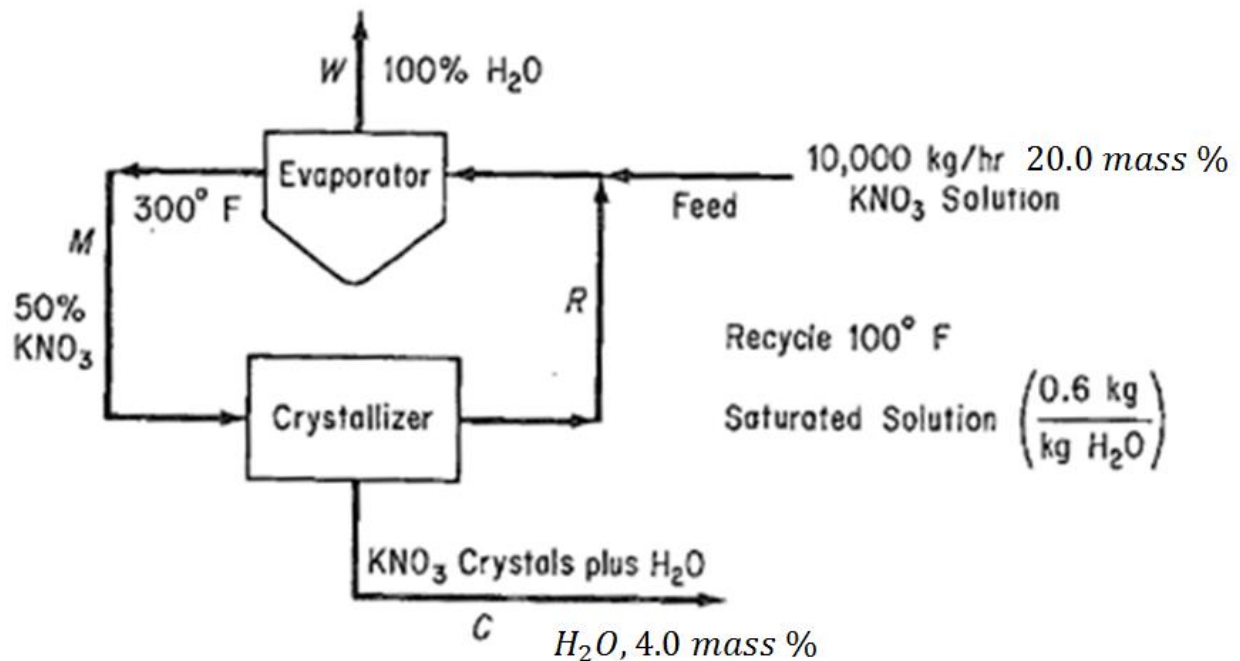 W 100% H₂O
Evaporator
10,000 kg/hr 20.0 mass %
KNO₃ Solution
Feed
300° F
M
50%
KNO₃
R
Recycle 100° F
Saturated Solution (0.6 kg / kg H₂O)
Crystallizer
KNO₃ Crystals plus H₂O
C
H₂O, 4.0 mass %